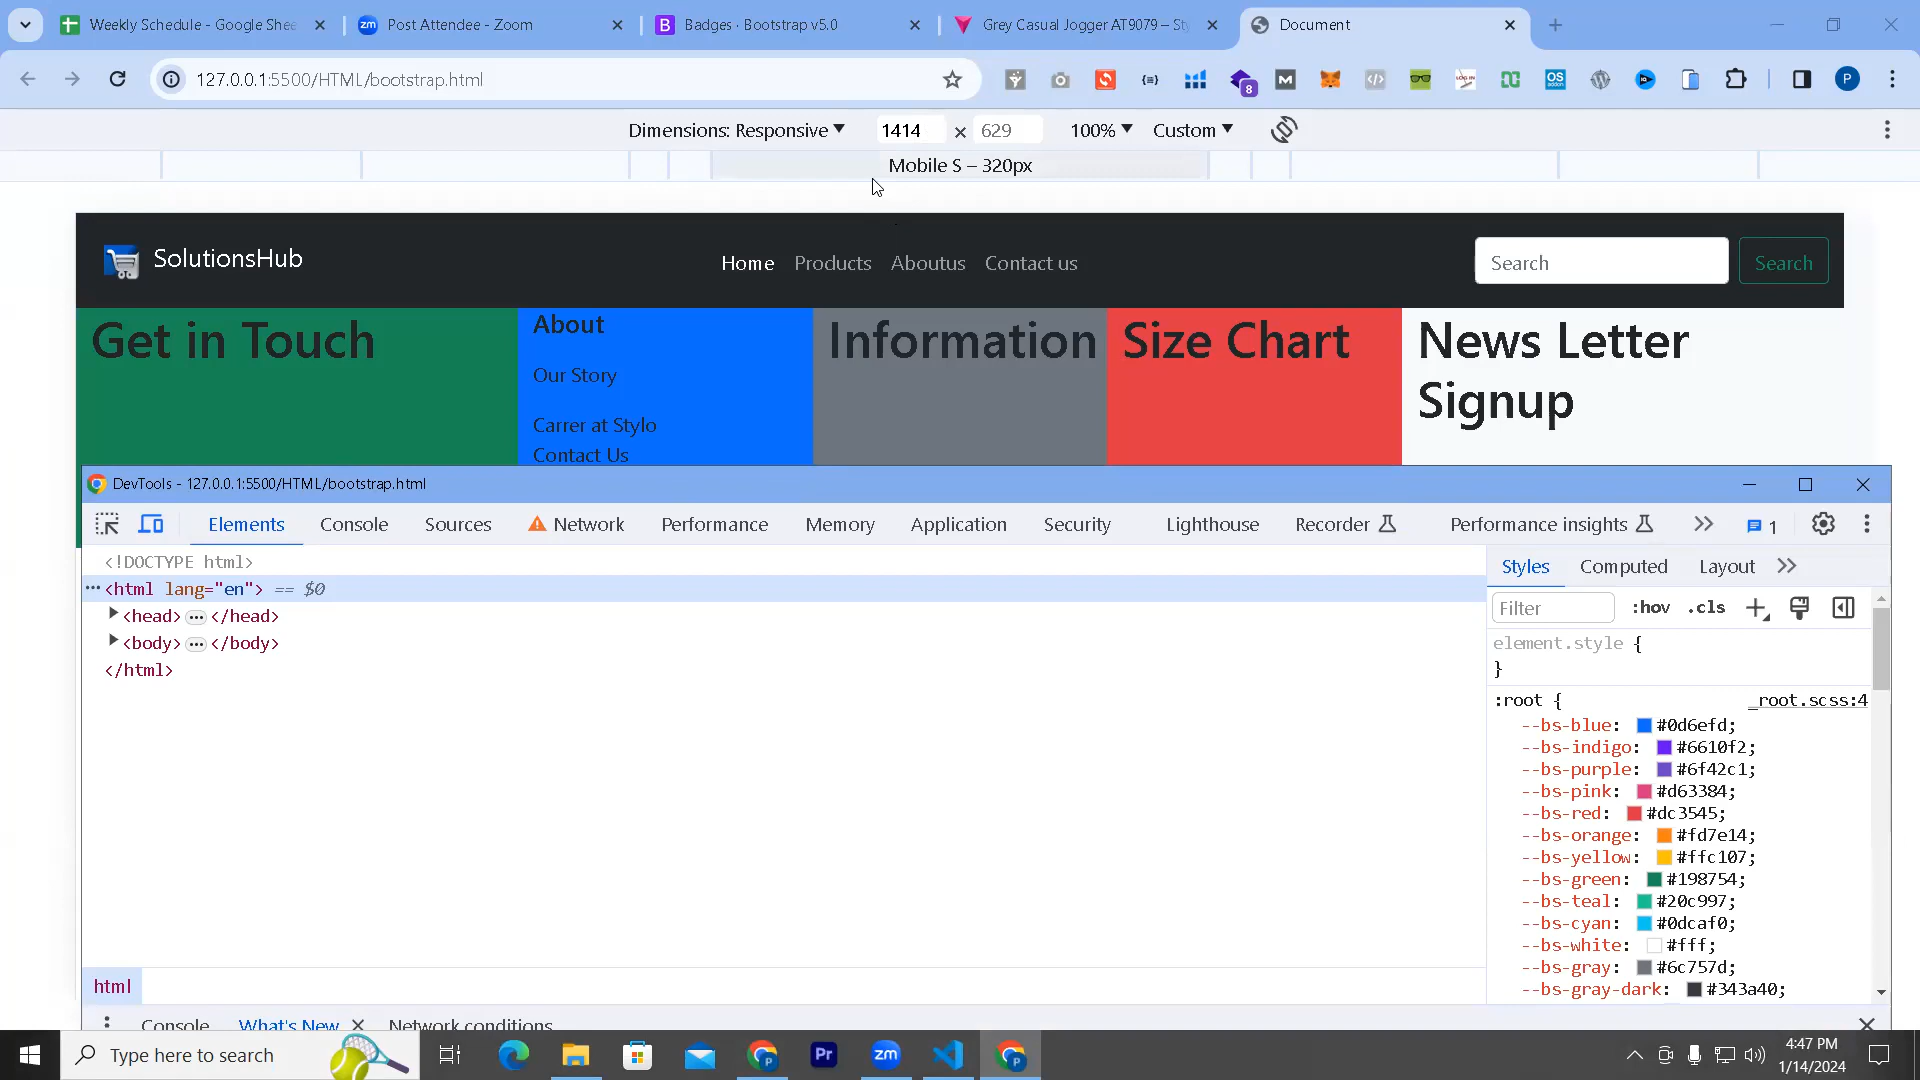 Weekly Schedule - Google Shee
Post Attendee - Zoom
B Badges · Bootstrap v5.0
Grey Casual Jogger AT9079 – Sty
Document
127.0.0.1:5500/HTML/bootstrap.html
8
P
Dimensions: Responsive 1414 × 629 100% Custom
Mobile S – 320px
SolutionsHub
Home Products Aboutus Contact us
Search Search
Get in Touch
About
Our Story
Carrer at Stylo
Contact Us
Information
Size Chart
News Letter
Signup
DevTools - 127.0.0.1:5500/HTML/bootstrap.html
Elements Console Sources Network Performance Memory Application Security Lighthouse Recorder Performance insights 1
<!DOCTYPE html>
<html lang="en"> == $0
<head> ... </head>
<body> ... </body>
</html>
Styles Computed Layout
Filter :hov .cls
element.style {
}
:root { _root.scss:4
--bs-blue: #0d6efd;
--bs-indigo: #6610f2;
--bs-purple: #6f42c1;
--bs-pink: #d63384;
--bs-red: #dc3545;
--bs-orange: #fd7e14;
--bs-yellow: #ffc107;
--bs-green: #198754;
--bs-teal: #20c997;
--bs-cyan: #0dcaf0;
--bs-white: #fff;
--bs-gray: #6c757d;
--bs-gray-dark: #343a40;
html
Console What's New Network conditions
Type here to search
Pr
zm
4:47 PM
1/14/2024